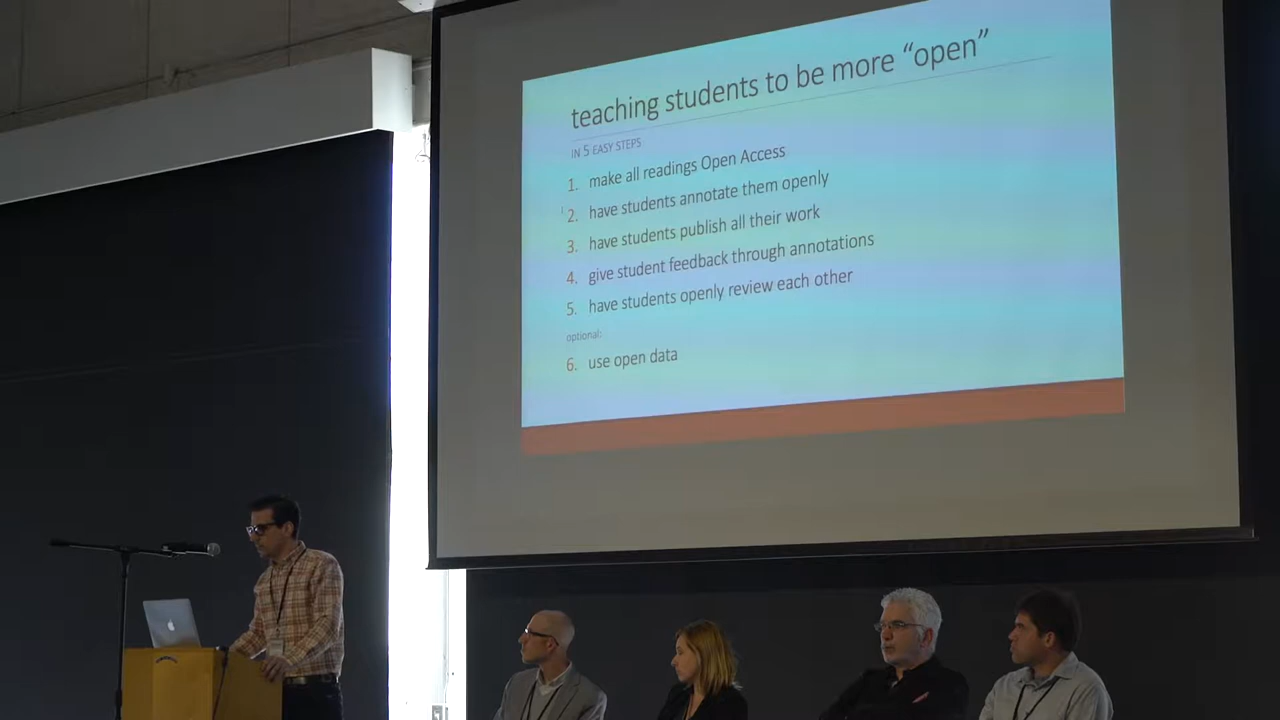 teaching students to be more “open”
IN 5 EASY STEPS
1. make all readings Open Access
2. have students annotate them openly
3. have students publish all their work
4. give student feedback through annotations
5. have students openly review each other
optional:
6. use open data